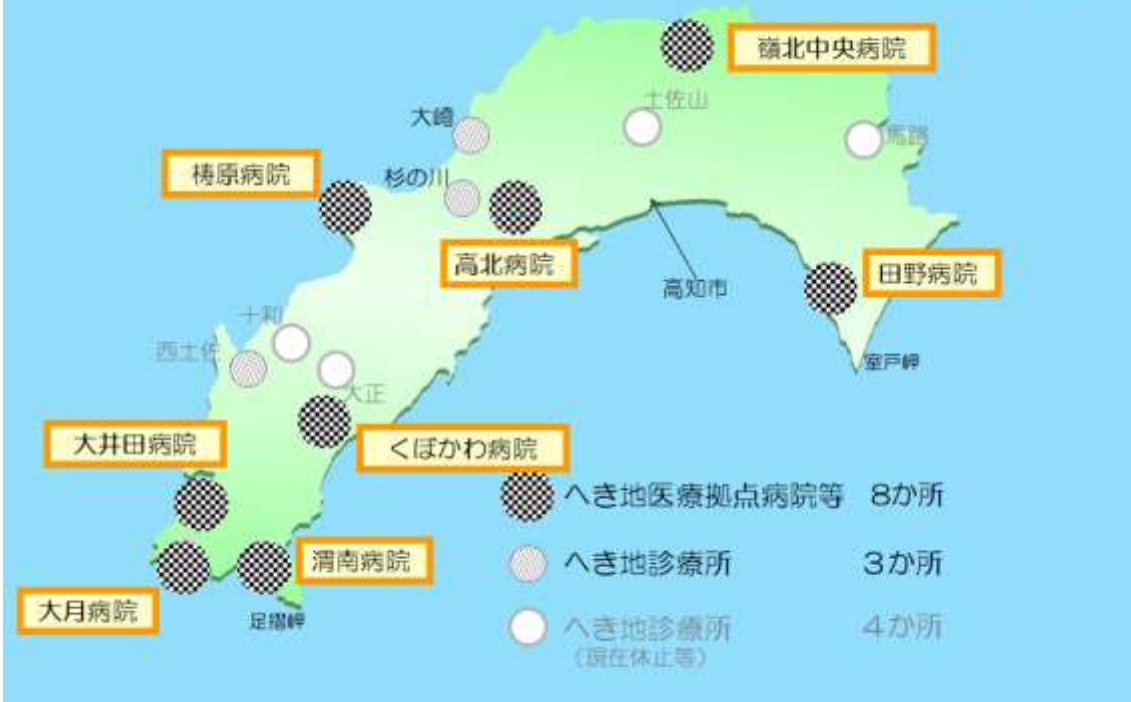 嶺北中央病院
土佐山
大崎
馬路
梼原病院
杉の川
高北病院
田野病院
高知市
十和
西土佐
室戸岬
大正
大井田病院
くぼかわ病院
へき地医療拠点病院等 8か所
渭南病院
へき地診療所 3か所
大月病院
足摺岬
へき地診療所 4か所
(現在休止等)